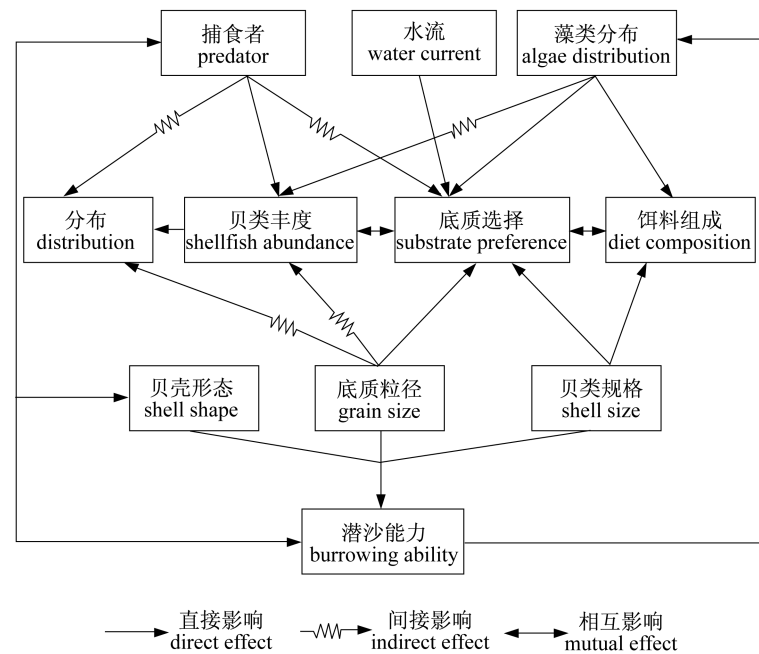 捕食者
predator
水流
water current
藻类分布
algae distribution
分布
distribution
贝类丰度
shellfish abundance
底质选择
substrate preference
饵料组成
diet composition
贝壳形态
shell shape
底质粒径
grain size
贝类规格
shell size
潜沙能力
burrowing ability
直接影响
direct effect
间接影响
indirect effect
相互影响
mutual effect